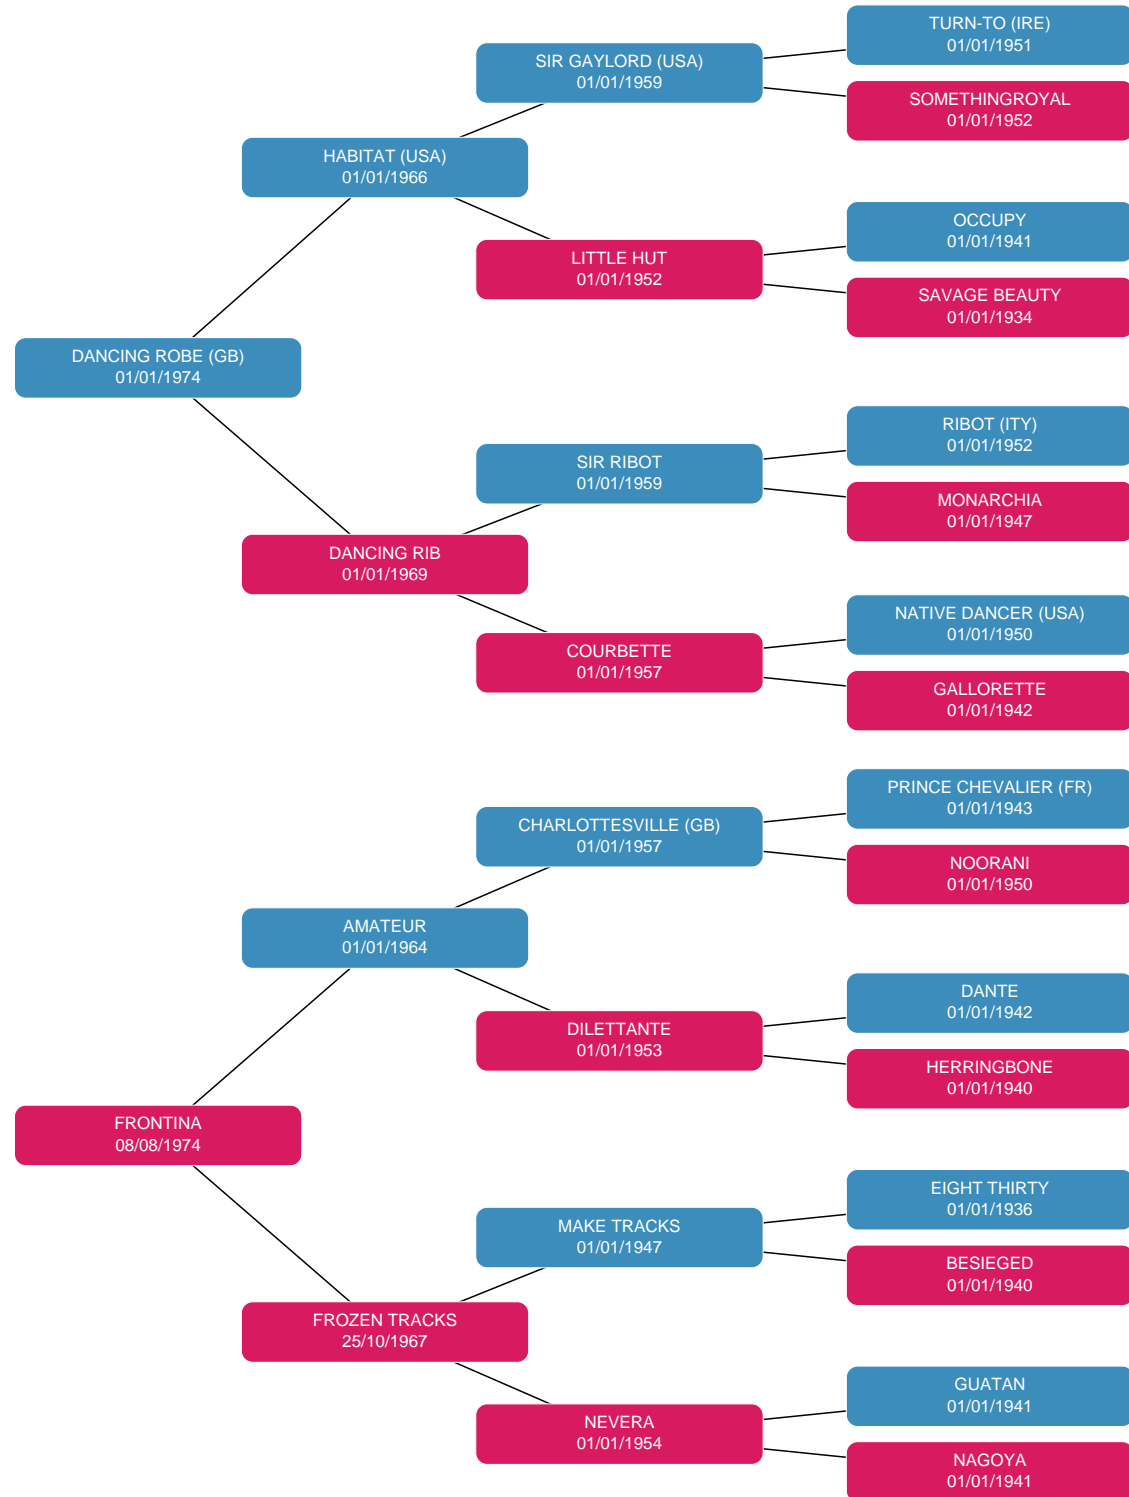 TURN-TO (IRE)
01/01/1951
SIR GAYLORD (USA)
01/01/1959
SOMETHINGROYAL
01/01/1952
HABITAT (USA)
01/01/1966
OCCUPY
01/01/1941
LITTLE HUT
01/01/1952
SAVAGE BEAUTY
01/01/1934
DANCING ROBE (GB)
01/01/1974
RIBOT (ITY)
01/01/1952
SIR RIBOT
01/01/1959
MONARCHIA
01/01/1947
DANCING RIB
01/01/1969
NATIVE DANCER (USA)
01/01/1950
COURBETTE
01/01/1957
GALLORETTE
01/01/1942
PRINCE CHEVALIER (FR)
01/01/1943
CHARLOTTESVILLE (GB)
01/01/1957
NOORANI
01/01/1950
AMATEUR
01/01/1964
DANTE
01/01/1942
DILETTANTE
01/01/1953
HERRINGBONE
01/01/1940
FRONTINA
08/08/1974
EIGHT THIRTY
01/01/1936
MAKE TRACKS
01/01/1947
BESIEGED
01/01/1940
FROZEN TRACKS
25/10/1967
GUATAN
01/01/1941
NEVERA
01/01/1954
NAGOYA
01/01/1941